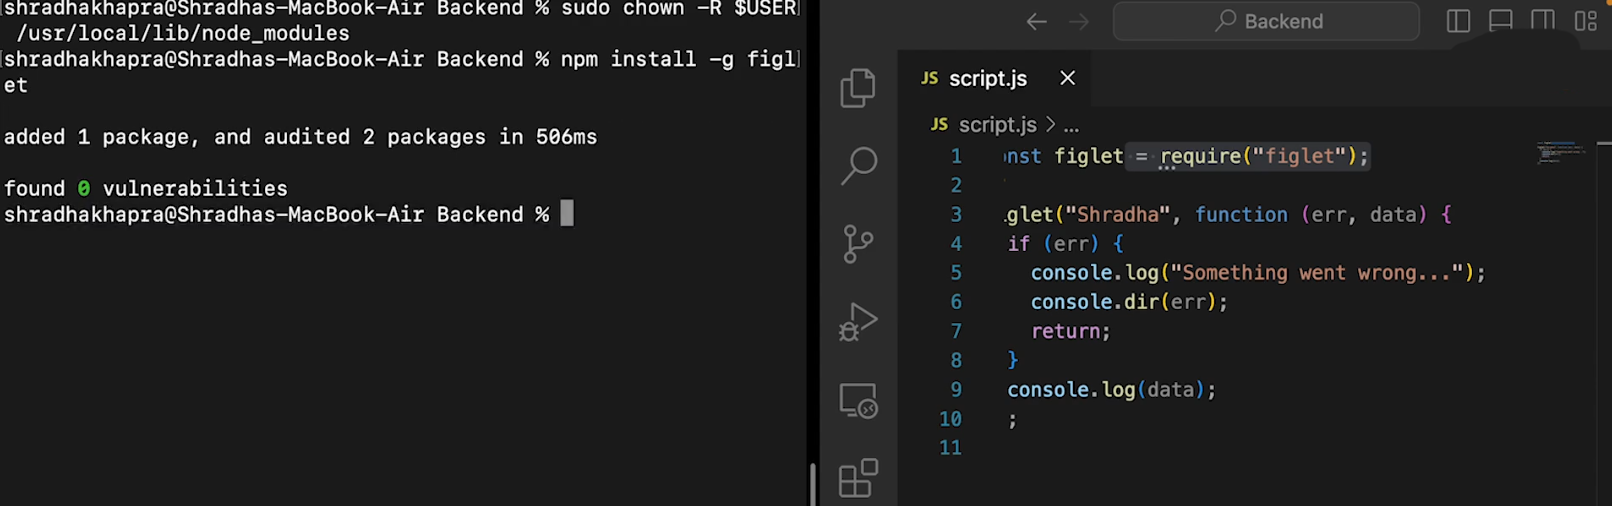 shradhakhapra@Shradhas-MacBook-Air Backend % sudo chown -R $USER
/usr/local/lib/node_modules
shradhakhapra@Shradhas-MacBook-Air Backend % npm install -g figl
et
added 1 package, and audited 2 packages in 506ms
found 0 vulnerabilities
shradhakhapra@Shradhas-MacBook-Air Backend %
Backend
JS script.js
JS script.js > ...
1 nst figlet = require("figlet");
2
3 glet("Shradha", function (err, data) {
4 if (err) {
5 console.log("Something went wrong...");
6 console.dir(err);
7 return;
8 }
9 console.log(data);
10 ;
11